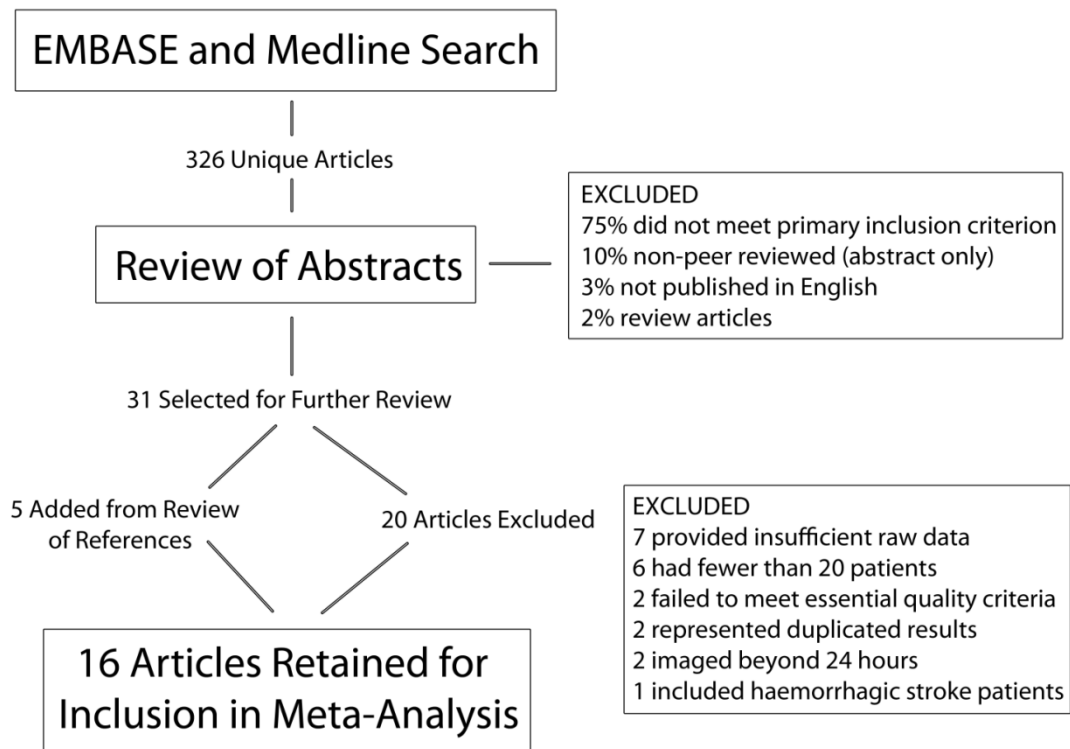 EMBASE and Medline Search
326 Unique Articles
Review of Abstracts
EXCLUDED
75% did not meet primary inclusion criterion
10% non-peer reviewed (abstract only)
3% not published in English
2% review articles
31 Selected for Further Review
5 Added from Review
of References
20 Articles Excluded
EXCLUDED
7 provided insufficient raw data
6 had fewer than 20 patients
2 failed to meet essential quality criteria
2 represented duplicated results
2 imaged beyond 24 hours
1 included haemorrhagic stroke patients
16 Articles Retained for
Inclusion in Meta-Analysis